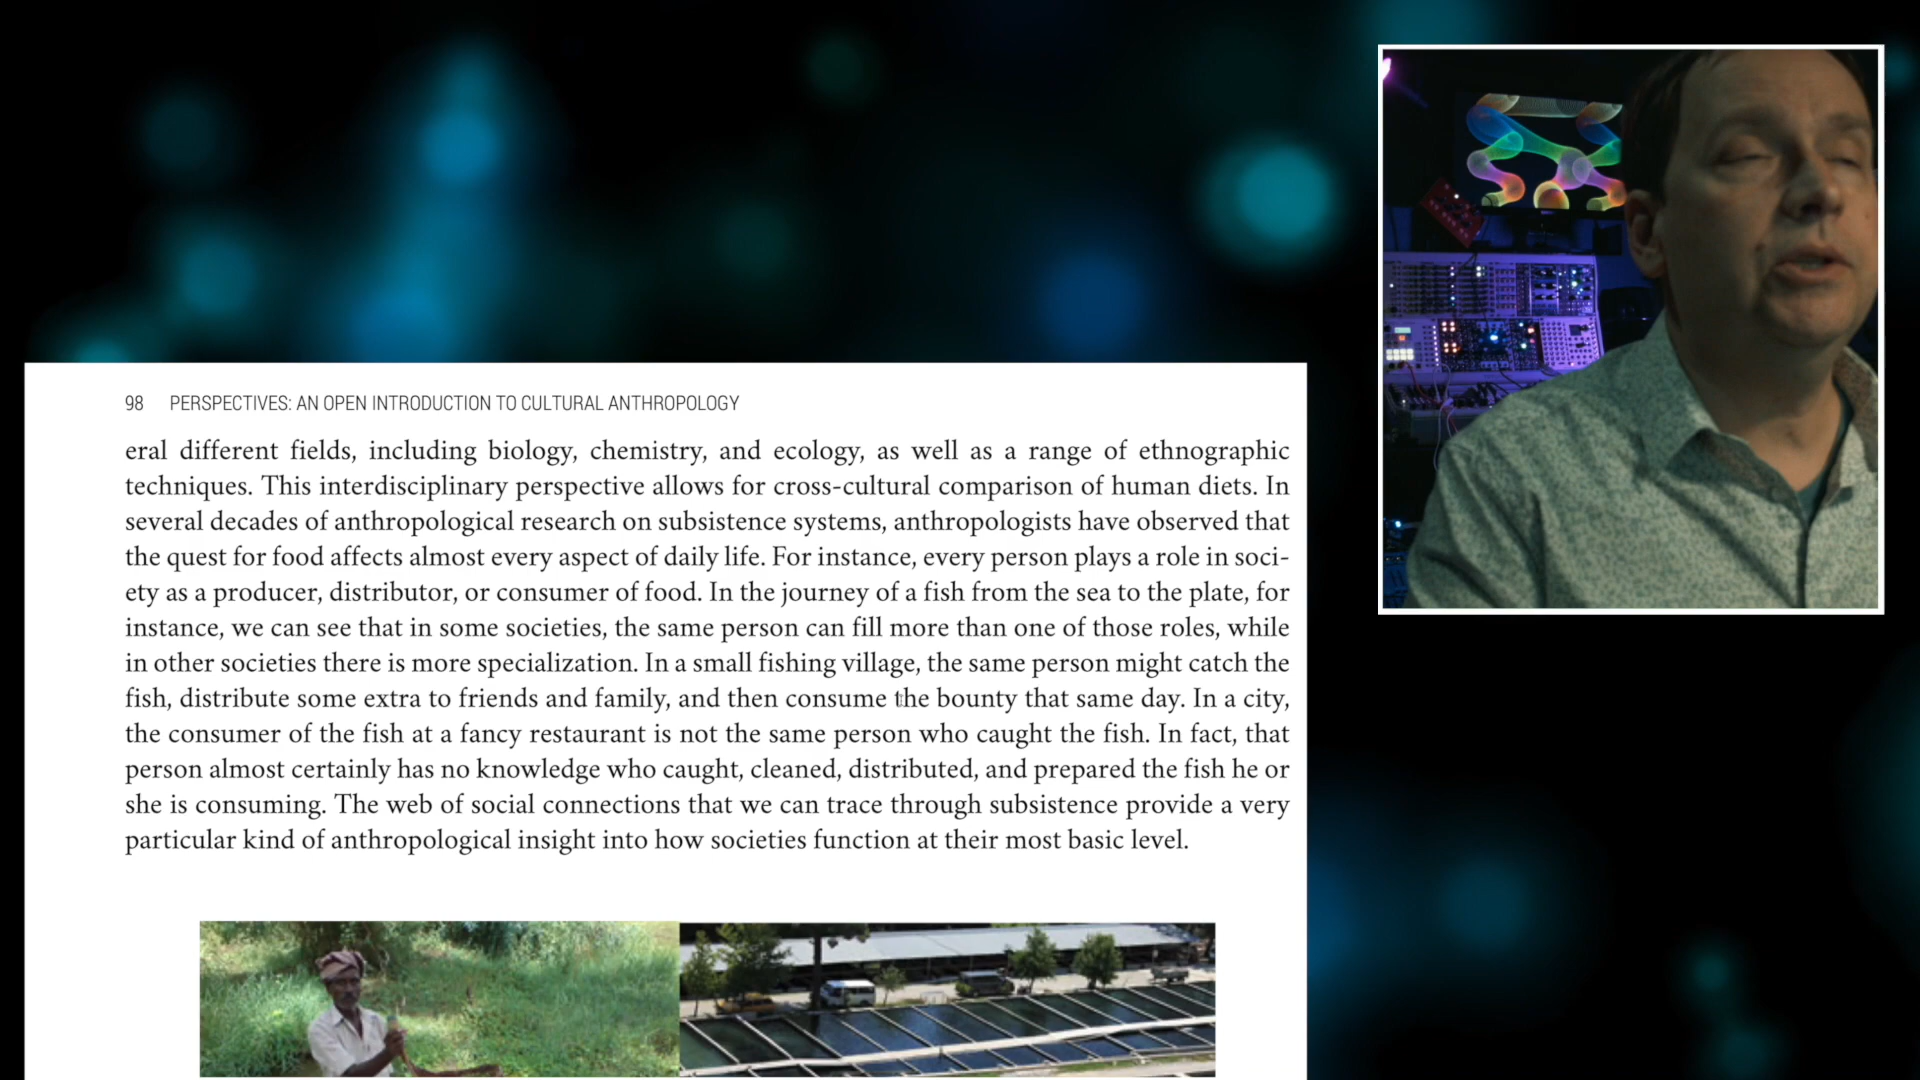 98 PERSPECTIVES: AN OPEN INTRODUCTION TO CULTURAL ANTHROPOLOGY
eral different fields, including biology, chemistry, and ecology, as well as a range of ethnographic
techniques. This interdisciplinary perspective allows for cross-cultural comparison of human diets. In
several decades of anthropological research on subsistence systems, anthropologists have observed that
the quest for food affects almost every aspect of daily life. For instance, every person plays a role in soci-
ety as a producer, distributor, or consumer of food. In the journey of a fish from the sea to the plate, for
instance, we can see that in some societies, the same person can fill more than one of those roles, while
in other societies there is more specialization. In a small fishing village, the same person might catch the
fish, distribute some extra to friends and family, and then consume the bounty that same day. In a city,
the consumer of the fish at a fancy restaurant is not the same person who caught the fish. In fact, that
person almost certainly has no knowledge who caught, cleaned, distributed, and prepared the fish he or
she is consuming. The web of social connections that we can trace through subsistence provide a very
particular kind of anthropological insight into how societies function at their most basic level.